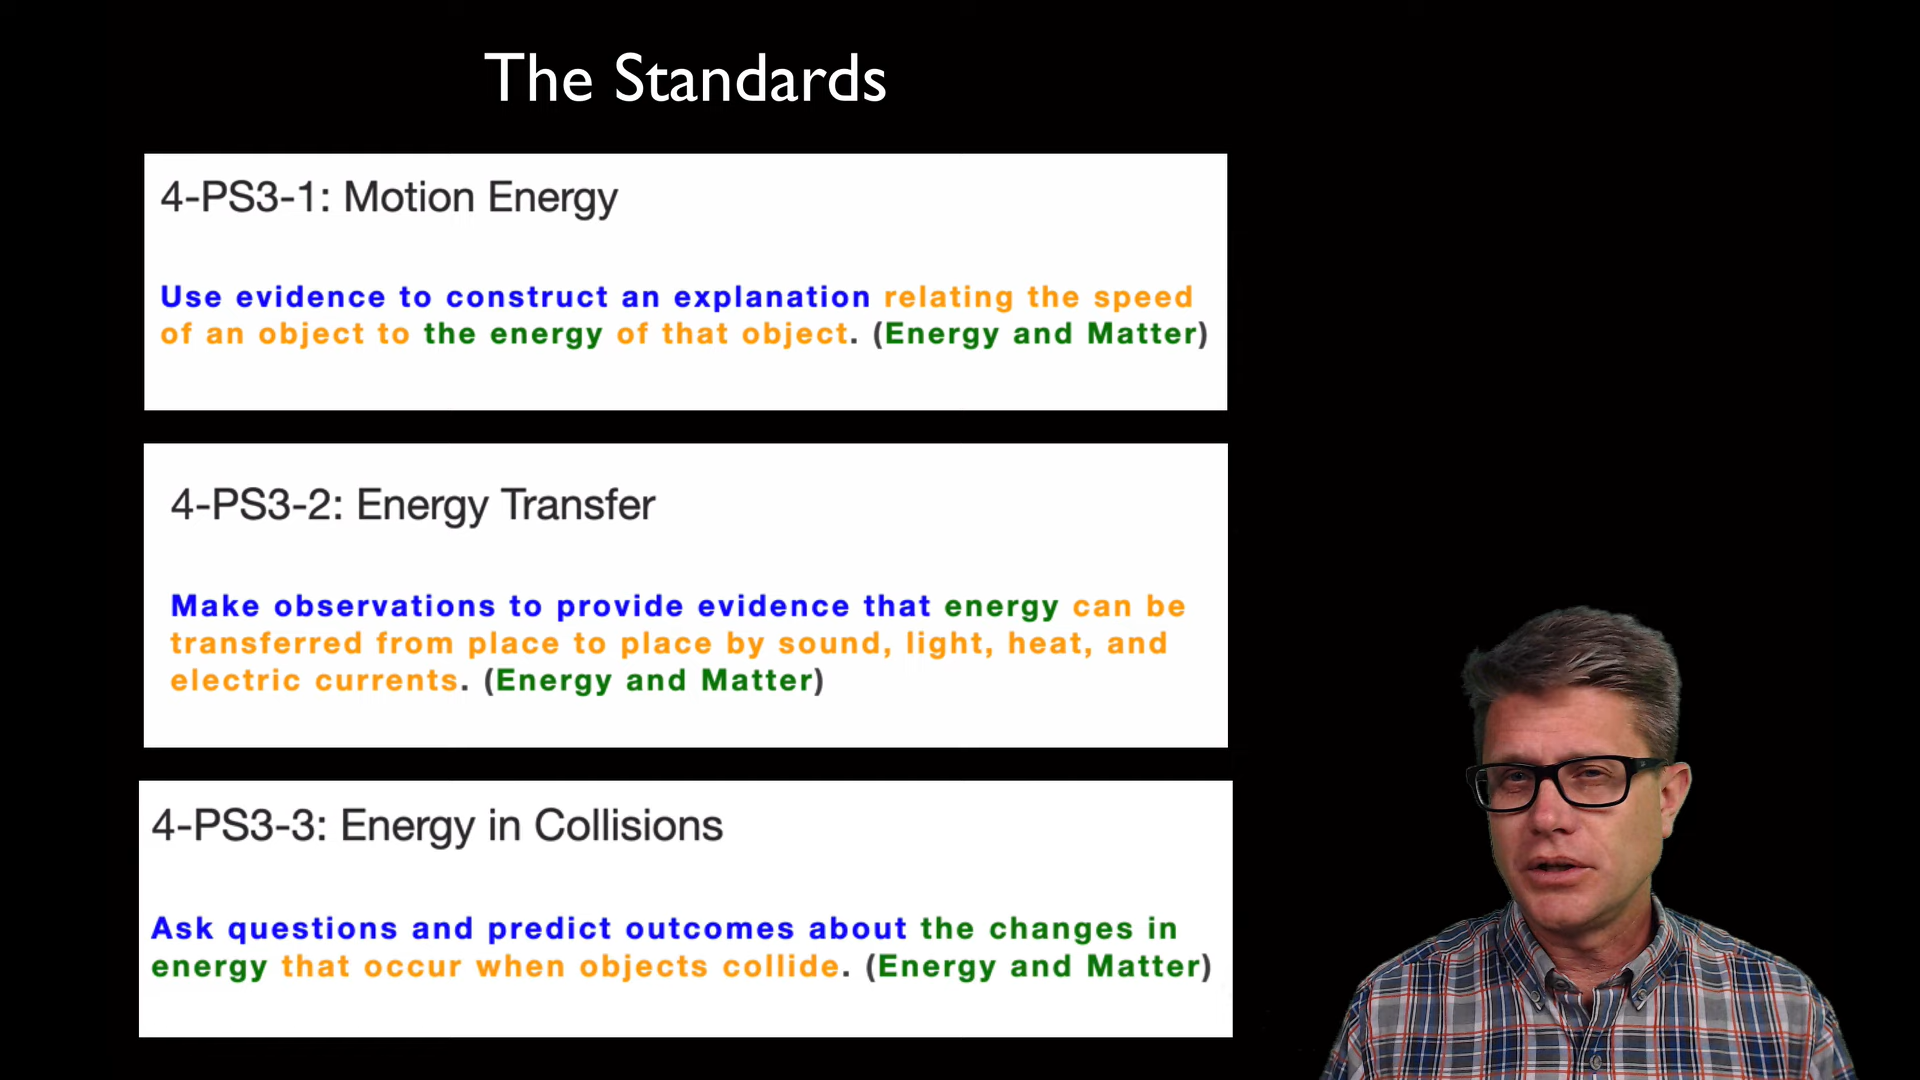 The Standards
4-PS3-1: Motion Energy
Use evidence to construct an explanation relating the speed
of an object to the energy of that object. (Energy and Matter)
4-PS3-2: Energy Transfer
Make observations to provide evidence that energy can be
transferred from place to place by sound, light, heat, and
electric currents. (Energy and Matter)
4-PS3-3: Energy in Collisions
Ask questions and predict outcomes about the changes in
energy that occur when objects collide. (Energy and Matter)